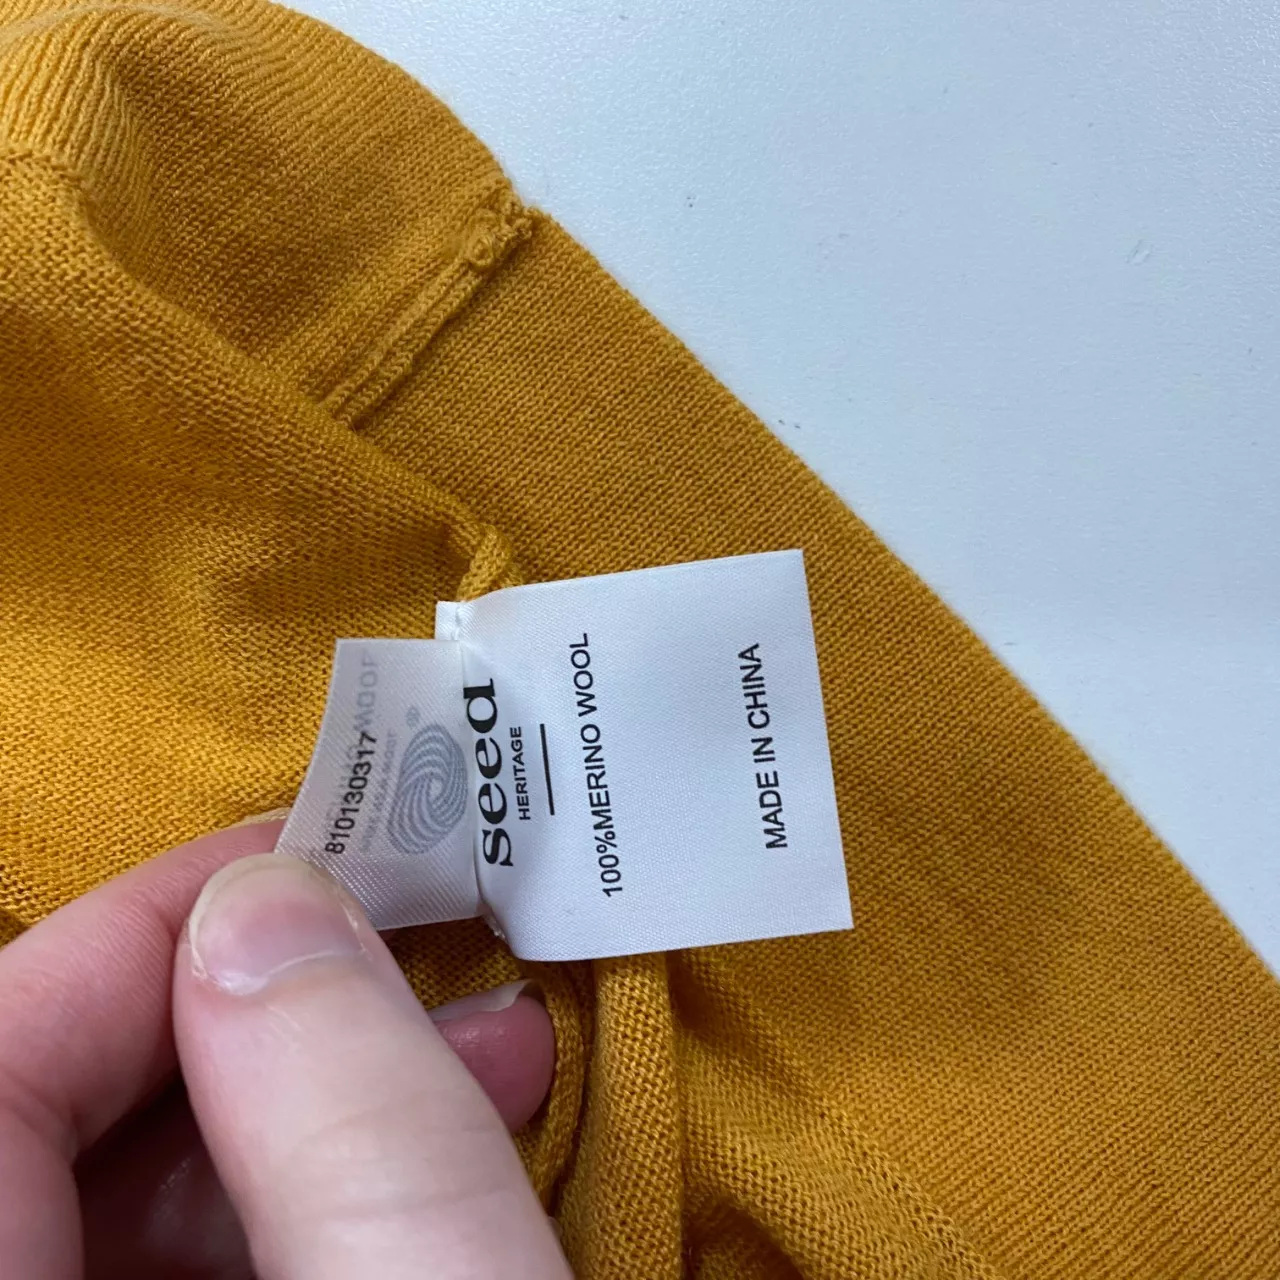 seed
HERITAGE
100%MERINO WOOL
MADE IN CHINA
810130317